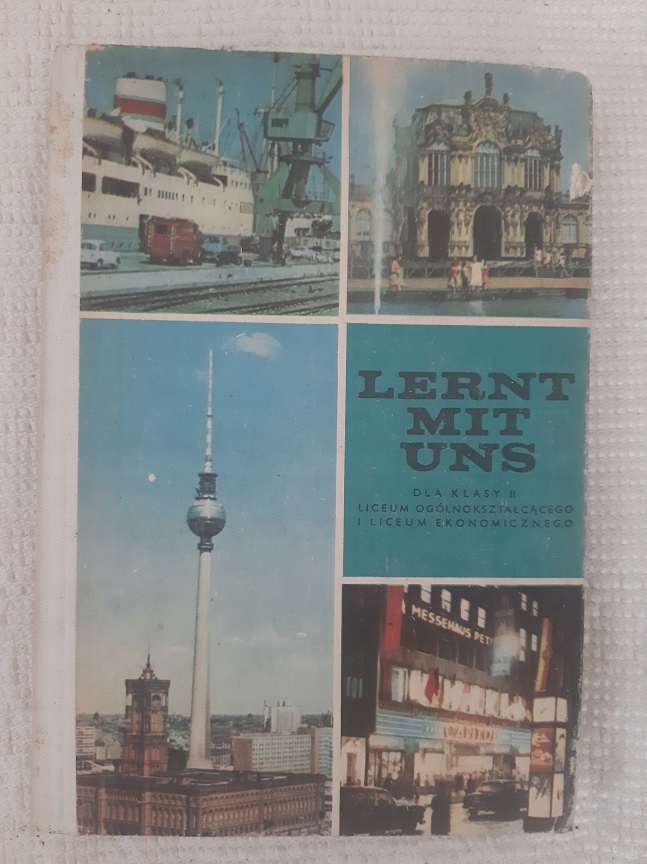 LERNT
MIT
UNS
DLA KLASY II
LICEUM OGÓLNOKSZTAŁCĄCEGO
I LICEUM EKONOMICZNEGO
MESSEHAUS PET